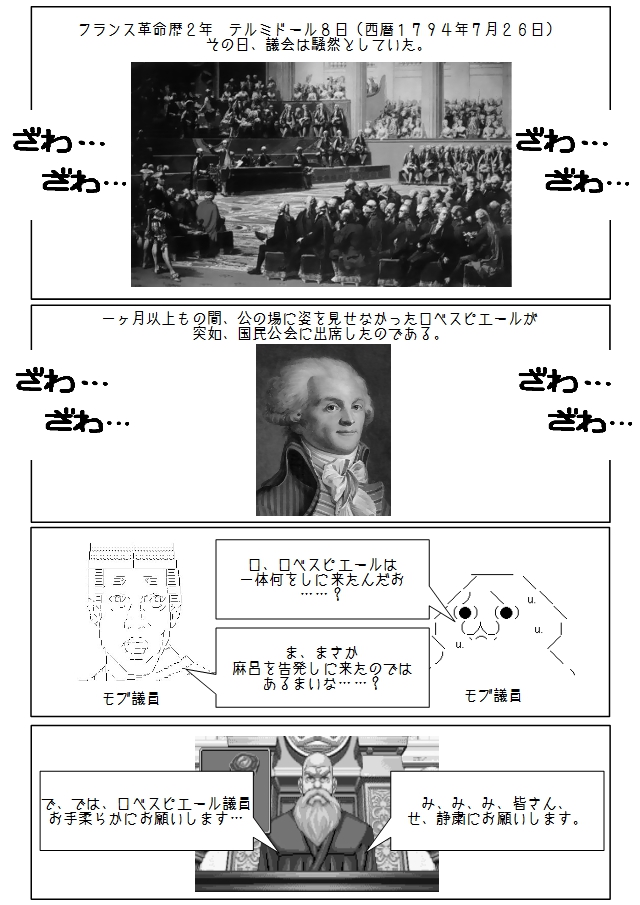 フランス革命歴２年　テルミドール８日（西暦１７９４年７月２６日）
その日、議会は騒然としていた。
ざわ…
ざわ…
ざわ…
ざわ…
一ヶ月以上もの間、公の場に姿を見せなかったロベスピエールが
突如、国民公会に出席したのである。
ざわ…
ざわ…
ざわ…
ざわ…
ロ、ロベスピエールは
一体何をしに来たんだお
……？
ま、まさか
麻呂を告発しに来たのでは
あるまいな……？
モブ議員
モブ議員
み、み、み、皆さん、
せ、静粛にお願いします。
で、では、ロベスピエール議員
お手柔らかにお願いします…